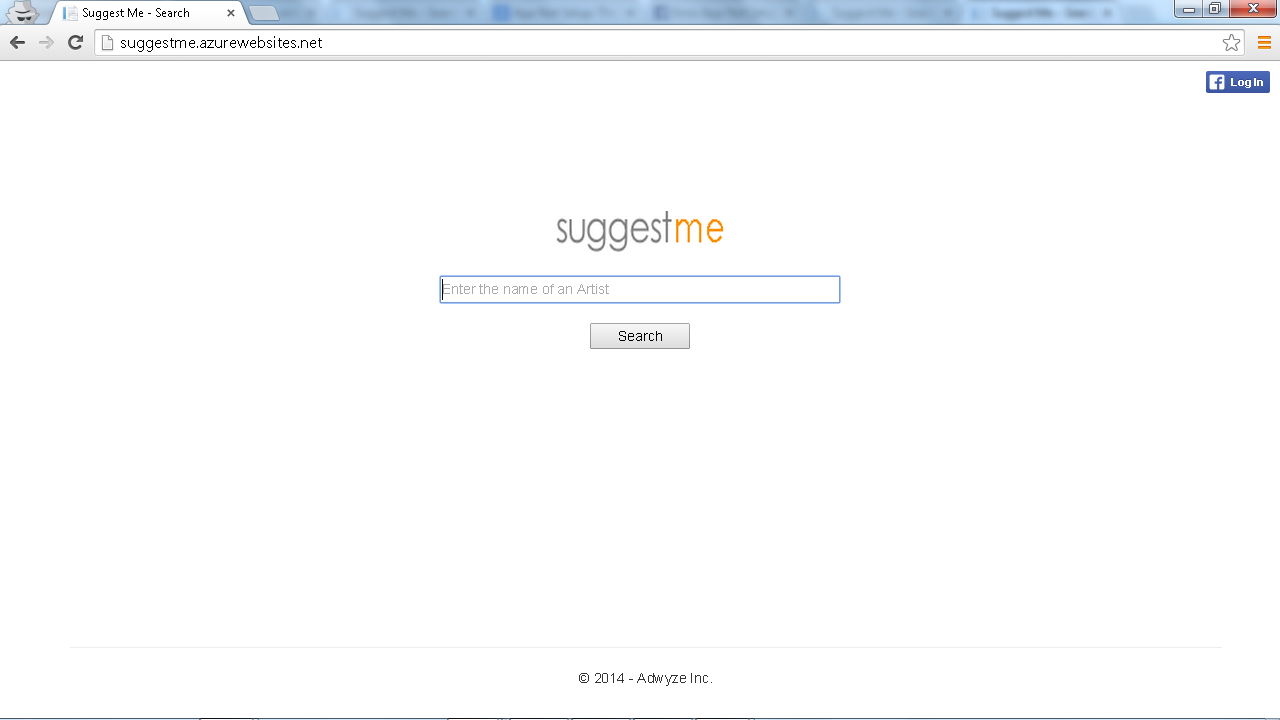 Suggest Me - Search
suggestme.azurewebsites.net
Log In
suggestme
Enter the name of an Artist
Search
© 2014 - Adwyze Inc.